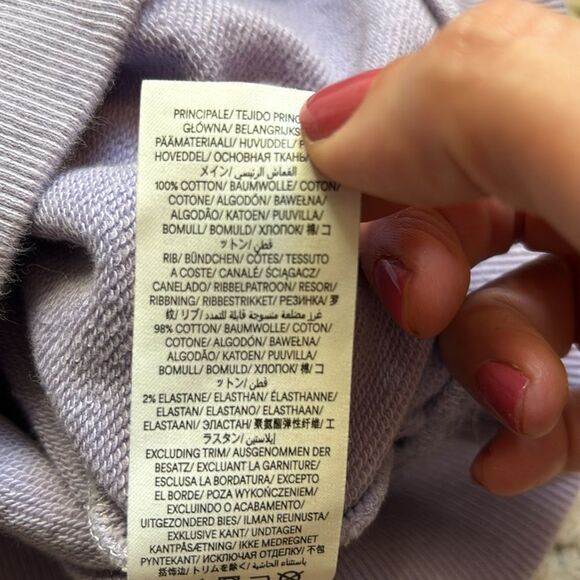 PRINCIPALE/ TEJIDO
GŁÓWNA/ BELANGRIJKS
PÄÄMATERIAALI/ HUVUDDEL/
HOVEDDEL/ ОСНОВНАЯ ТКАНЬ
メイン/ القماش الرئيسي/
100% COTTON/ BAUMWOLLE/ COTON/
COTONE/ ALGODÓN/ BAWEŁNA/
ALGODÃO/ KATOEN/ PUUVILLA/
BOMULL/ BOMULD/ ХЛОПОК/ 棉/ コ
ットン/ قطن/
RIB/ BÜNDCHEN/ CÔTES/ TESSUTO
A COSTE/ CANALÉ/ ŚCIĄGACZ/
CANELADO/ RIBBELPATROON/ RESORI/
RIBBNING/ RIBBESTRIKKET/ РЕЗИНКА/ 罗
纹/ リブ/ غرز مضلعة منسوجة قابلة للتمدد/
98% COTTON/ BAUMWOLLE/ COTON/
COTONE/ ALGODÓN/ BAWEŁNA/
ALGODÃO/ KATOEN/ PUUVILLA/
BOMULL/ BOMULD/ ХЛОПОК/ 棉/ コ
ットン/ قطن/
2% ELASTANE/ ELASTHAN/ ÉLASTHANNE/
ELASTAN/ ELASTANO/ ELASTHAAN/
ELASTAANI/ ЭЛАСТАН/ 聚氨酯弹性纤维/ エ
ラスタン/ إيلاستين/
EXCLUDING TRIM/ AUSGENOMMEN DER
BESATZ/ EXCLUANT LA GARNITURE/
ESCLUSA LA BORDATURA/ EXCEPTO
EL BORDE/ POZA WYKOŃCZENIEM/
EXCLUINDO O ACABAMENTO/
UITGEZONDERD BIES/ ILMAN REUNUSTA/
EXKLUSIVE KANT/ UNDTAGEN
KANTPÅSÆTNING/ IKKE MEDREGNET
PYNTEKANT/ ИСКЛЮЧАЯ ОТДЕЛКУ/ 不包
括饰边/ トリムを除く/ باستثناء الحاشية/